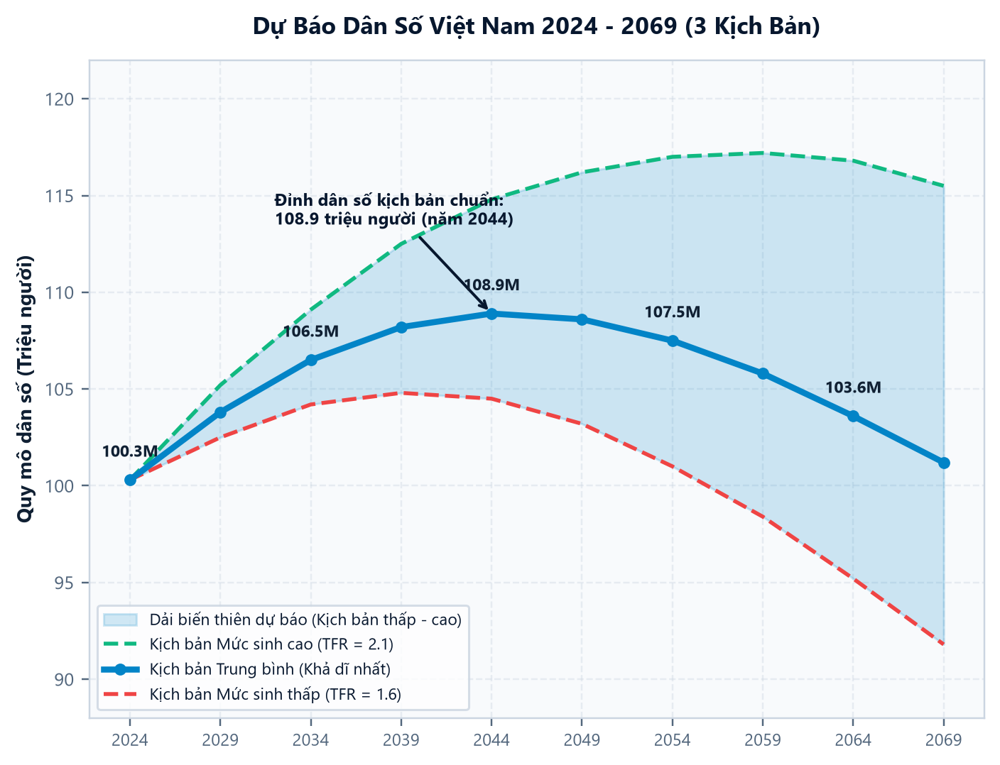 Dự Báo Dân Số Việt Nam 2024 - 2069 (3 Kịch Bản)
Quy mô dân số (Triệu người)
120
115
110
105
100
95
90
Đỉnh dân số kịch bản chuẩn:
108.9 triệu người (năm 2044)
100.3M
106.5M
108.9M
107.5M
103.6M
Dải biến thiên dự báo (Kịch bản thấp - cao)
Kịch bản Mức sinh cao (TFR = 2.1)
Kịch bản Trung bình (Khả dĩ nhất)
Kịch bản Mức sinh thấp (TFR = 1.6)
2024 2029 2034 2039 2044 2049 2054 2059 2064 2069